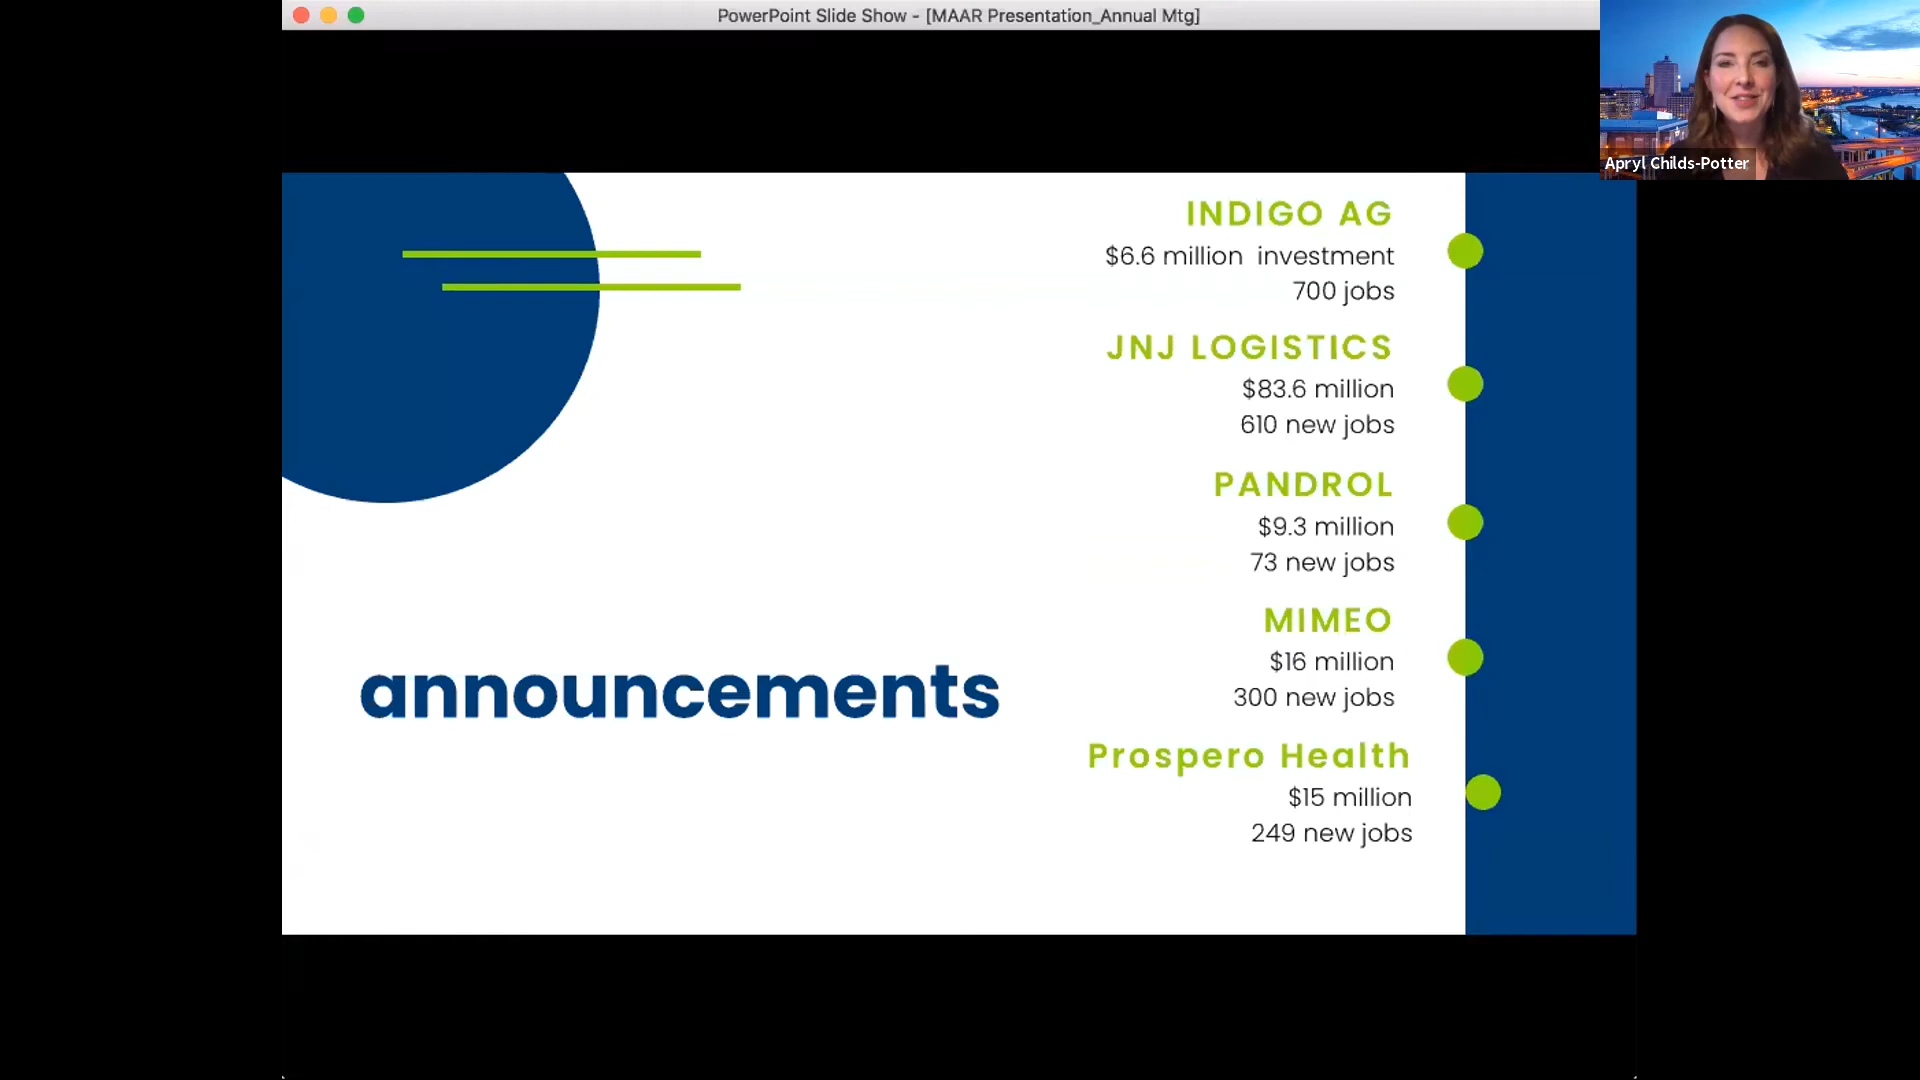 PowerPoint Slide Show - [MAAR Presentation_Annual Mtg]
Apryl Childs-Potter
INDIGO AG
$6.6 million investment
700 jobs
JNJ LOGISTICS
$83.6 million
610 new jobs
PANDROL
$9.3 million
73 new jobs
MIMEO
$16 million
300 new jobs
announcements
Prospero Health
$15 million
249 new jobs